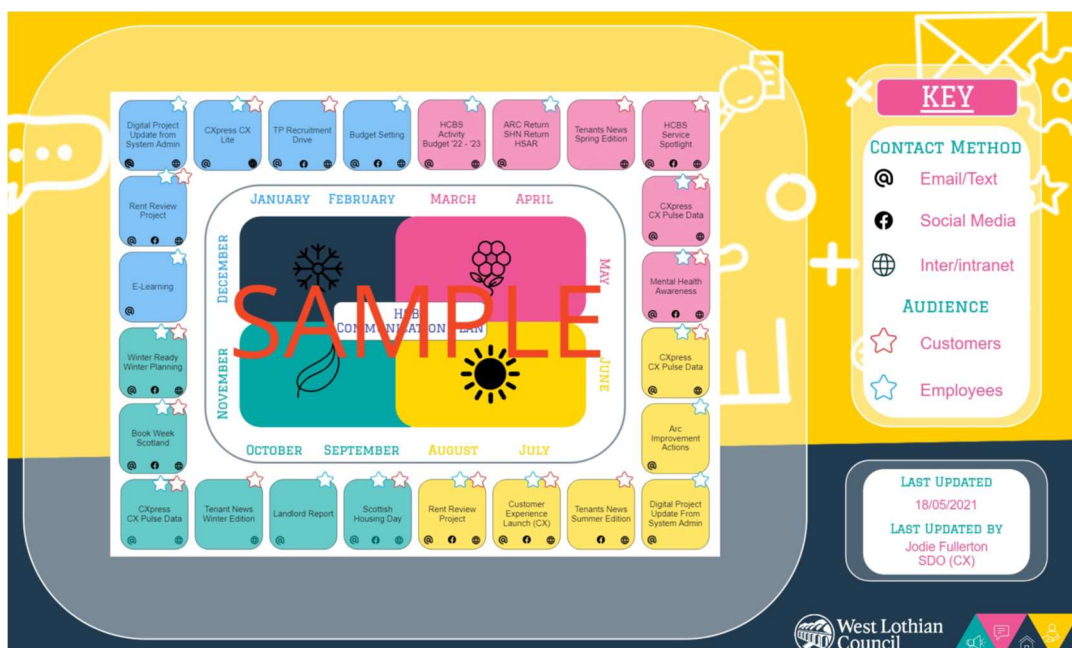 Digital Project
Update from
System Admin
CXpress CX
Lite
TP Recruitment
Drive
Budget Setting
HCBS
Activity
Budget '22 - '23
ARC Return
SHN Return
HSAR
Tenants News
Spring Edition
HCBS
Service
Spotlight
Rent Review
Project
CXpress
CX Pulse Data
E-Learning
Mental Health
Awareness
Winter Ready
Winter Planning
CXpress
CX Pulse Data
Book Week
Scotland
Arc
Improvement
Actions
CXpress
CX Pulse Data
Tenant News
Winter Edition
Landlord Report
Scottish
Housing Day
Rent Review
Project
Customer
Experience
Launch (CX)
Tenants News
Summer Edition
Digital Project
Update From
System Admin
JANUARY FEBRUARY MARCH APRIL
MAY
JUNE
DECEMBER
NOVEMBER
OCTOBER SEPTEMBER AUGUST JULY
SAMPLE
KEY
CONTACT METHOD
Email/Text
Social Media
Inter/intranet
AUDIENCE
Customers
Employees
LAST UPDATED
18/05/2021
LAST UPDATED BY
Jodie Fullerton
SDO (CX)
West Lothian
Council